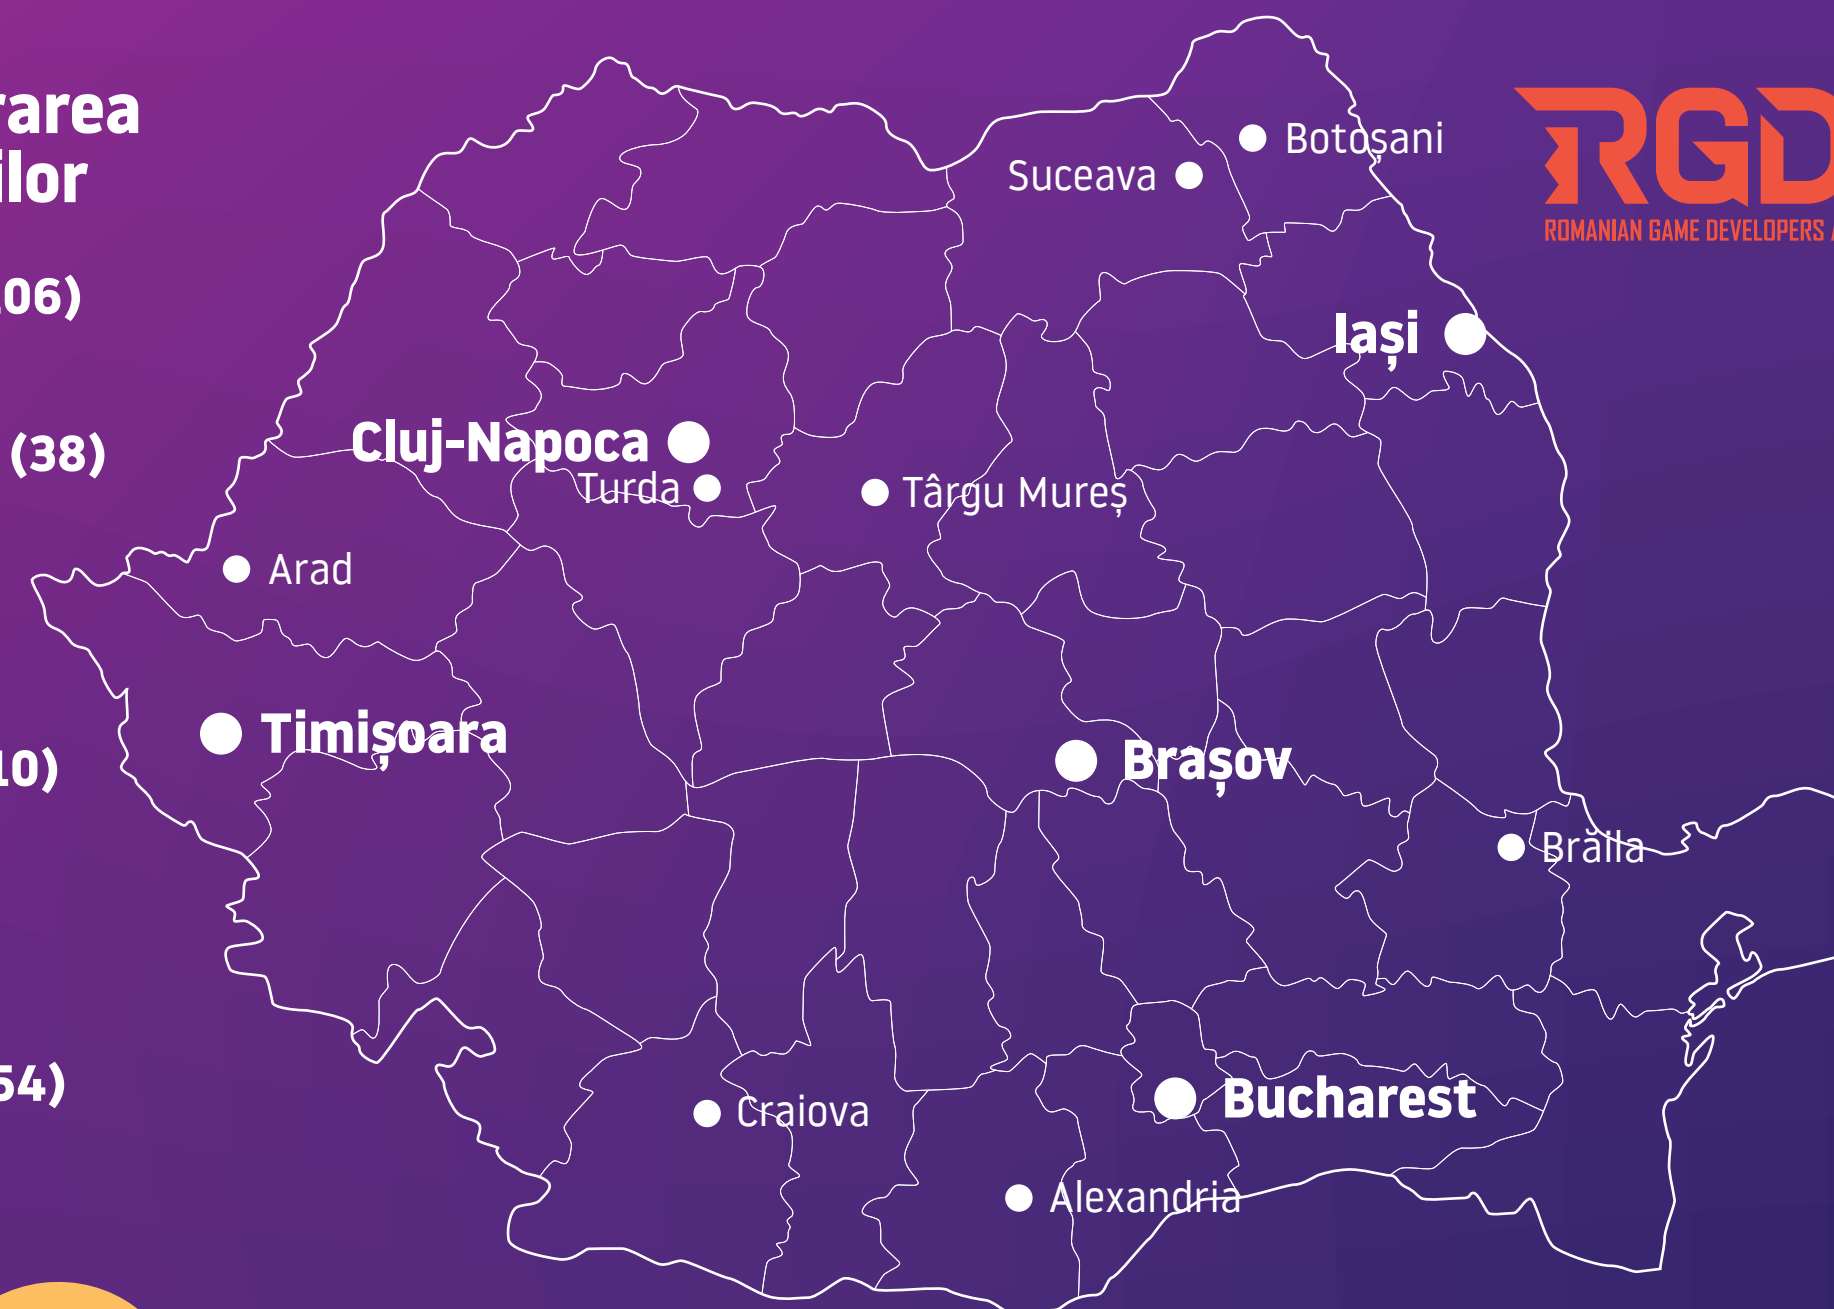 rarea
ilor
06)
(38)
10)
54)
RGD
ROMANIAN GAME DEVELOPERS A
Botoșani
Suceava
Iași
Cluj-Napoca
Turda
Târgu Mureș
Arad
Timișoara
Brașov
Brăila
Bucharest
Craiova
Alexandria